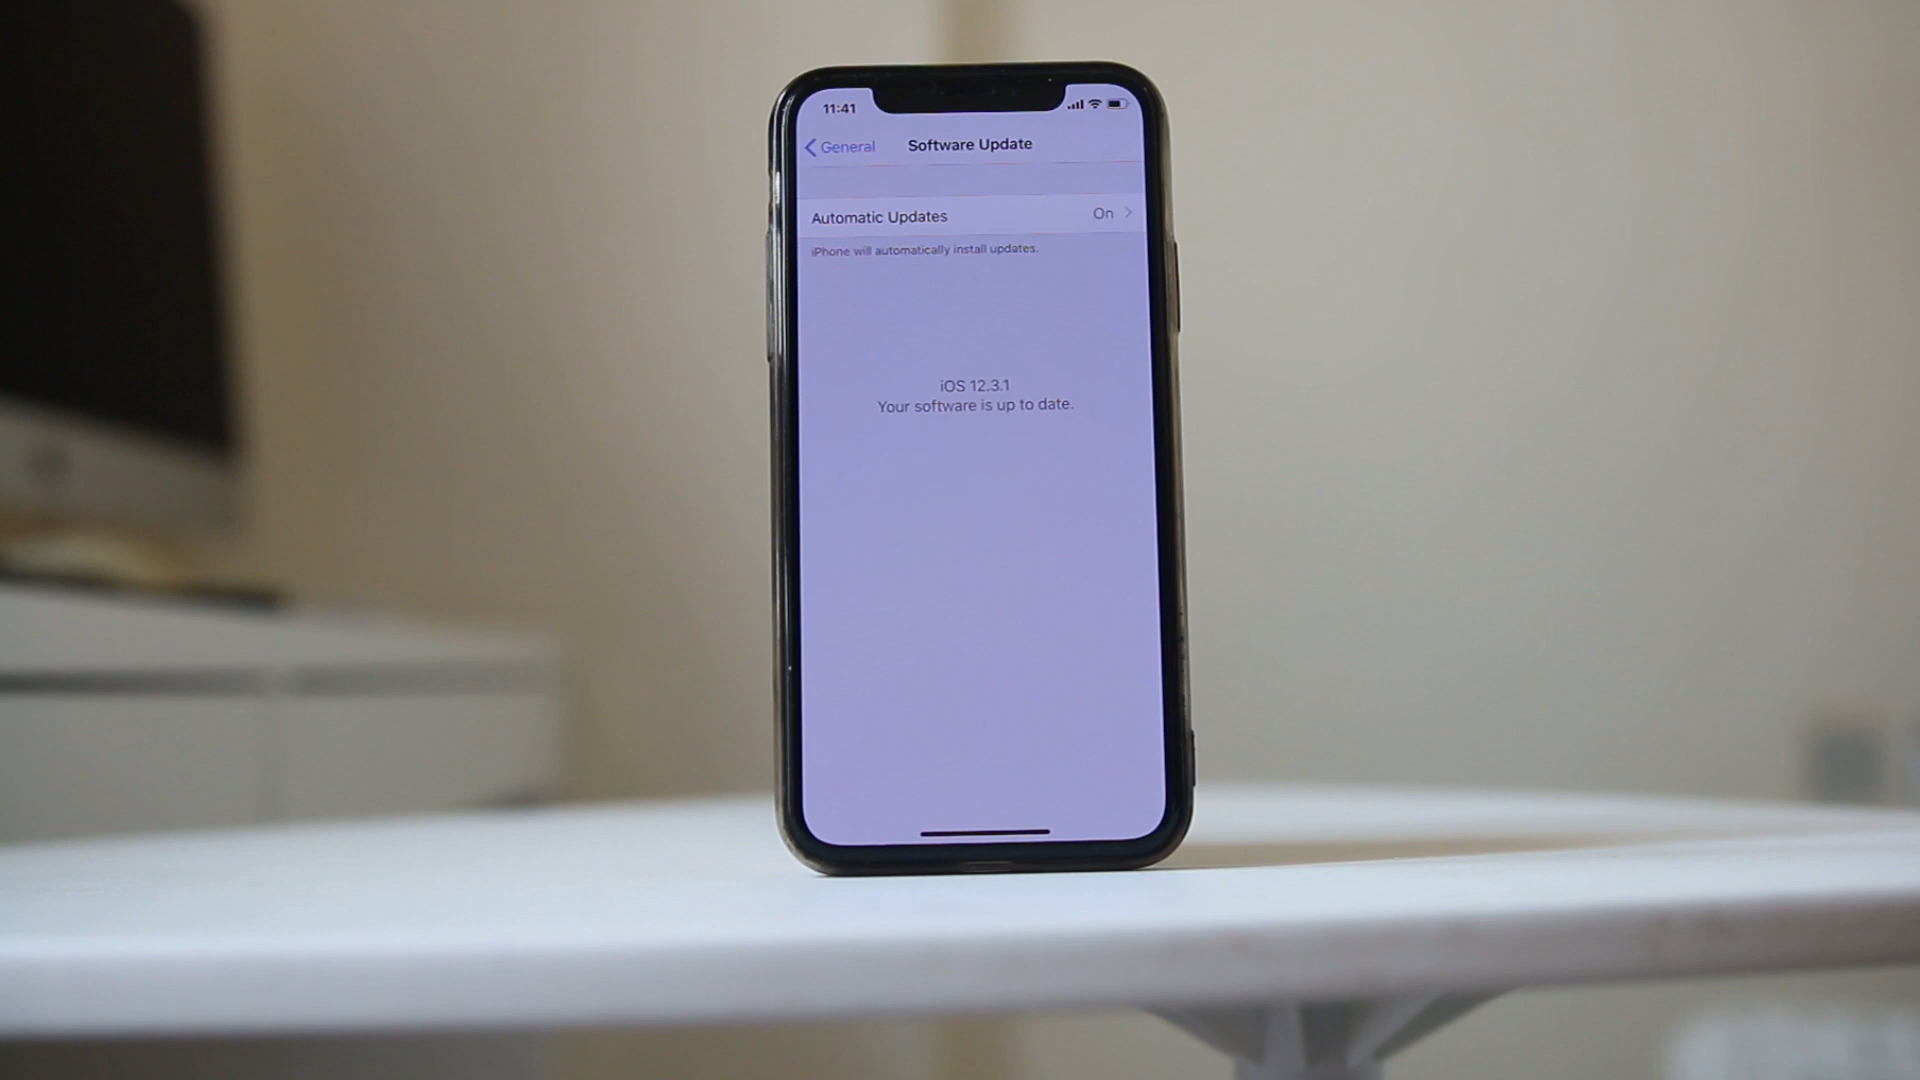 11:41
General
Software Update
Automatic Updates On
iPhone will automatically install updates.
iOS 12.3.1
Your software is up to date.